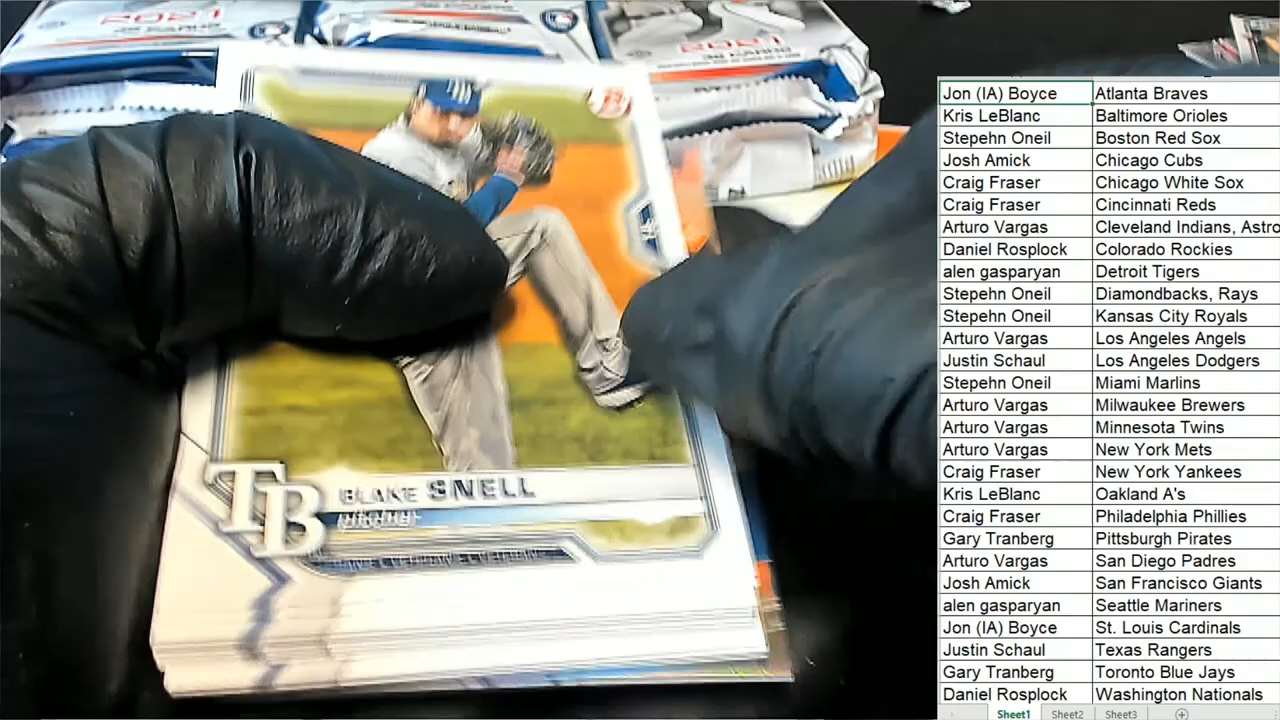 2021
2021
TB
BLAKE SNELL
Jon (IA) Boyce Atlanta Braves
Kris LeBlanc Baltimore Orioles
Stepehn Oneil Boston Red Sox
Josh Amick Chicago Cubs
Craig Fraser Chicago White Sox
Craig Fraser Cincinnati Reds
Arturo Vargas Cleveland Indians, Astro
Daniel Rosplock Colorado Rockies
alen gasparyan Detroit Tigers
Stepehn Oneil Diamondbacks, Rays
Stepehn Oneil Kansas City Royals
Arturo Vargas Los Angeles Angels
Justin Schaul Los Angeles Dodgers
Stepehn Oneil Miami Marlins
Arturo Vargas Milwaukee Brewers
Arturo Vargas Minnesota Twins
Arturo Vargas New York Mets
Craig Fraser New York Yankees
Kris LeBlanc Oakland A's
Craig Fraser Philadelphia Phillies
Gary Tranberg Pittsburgh Pirates
Arturo Vargas San Diego Padres
Josh Amick San Francisco Giants
alen gasparyan Seattle Mariners
Jon (IA) Boyce St. Louis Cardinals
Justin Schaul Texas Rangers
Gary Tranberg Toronto Blue Jays
Daniel Rosplock Washington Nationals
Sheet1 Sheet2 Sheet3